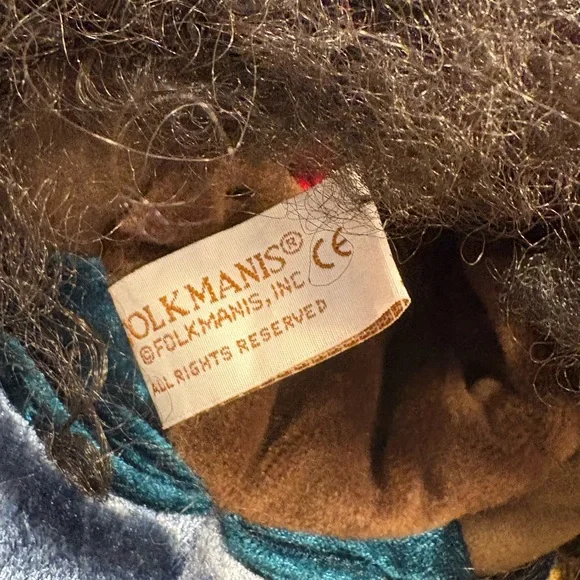 FOLKMANIS® CE
©FOLKMANIS, INC
ALL RIGHTS RESERVED